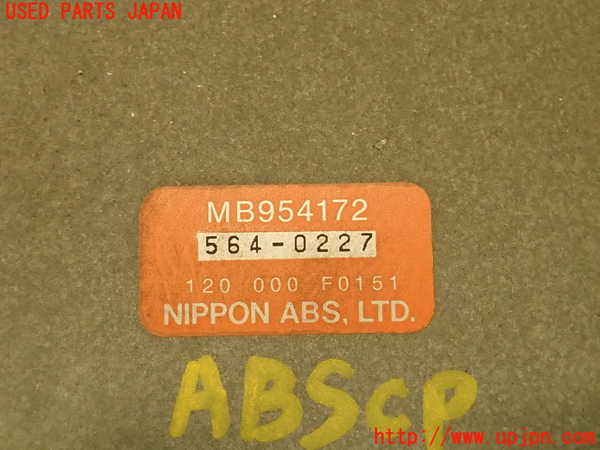 USED PARTS JAPAN
MB954172
564-0227
120 000 F0151
NIPPON ABS, LTD.
ABSCP
http://www.upjpn.com/